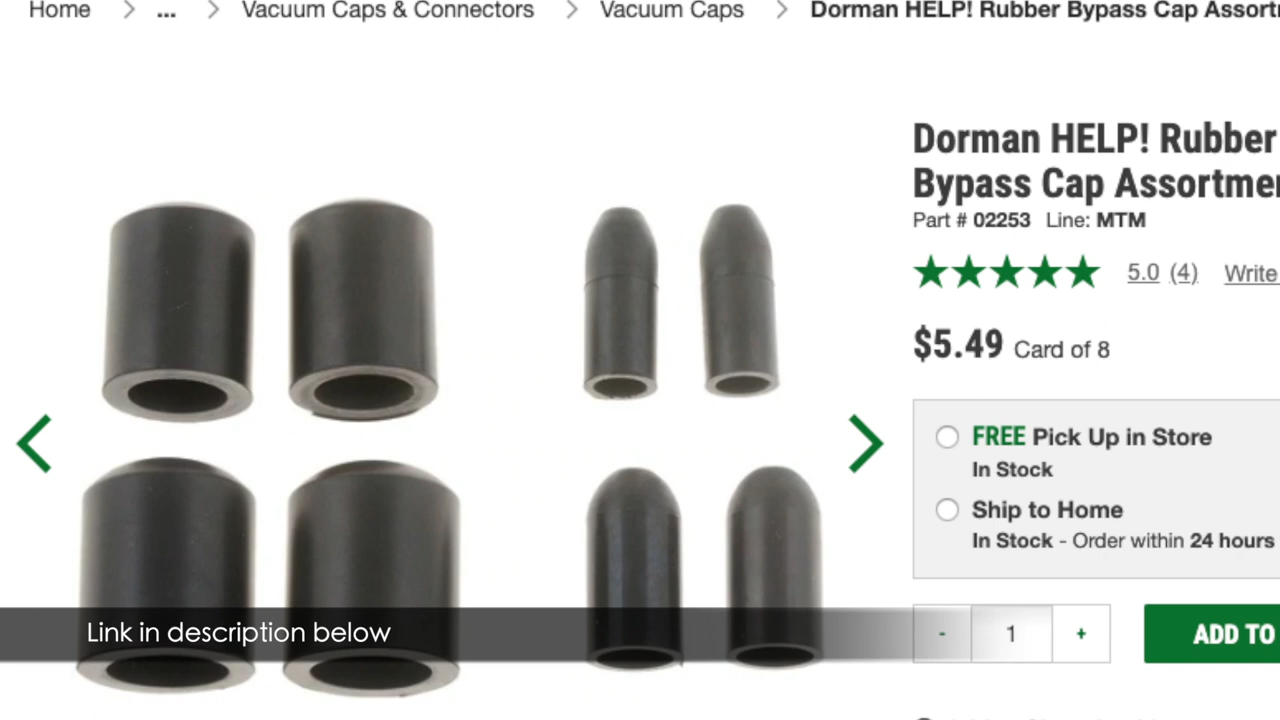 Home > ... > Vacuum Caps & Connectors > Vacuum Caps > Dorman HELP! Rubber Bypass Cap
Dorman HELP! Rubber
Bypass Cap
Part # 02253 Line: MTM
5.0 (4) Write
$5.49 Card of 8
FREE Pick Up in Store
In Stock
Ship to Home
In Stock - Order within 24 hours
Link in description below
- 1 +
ADD TO